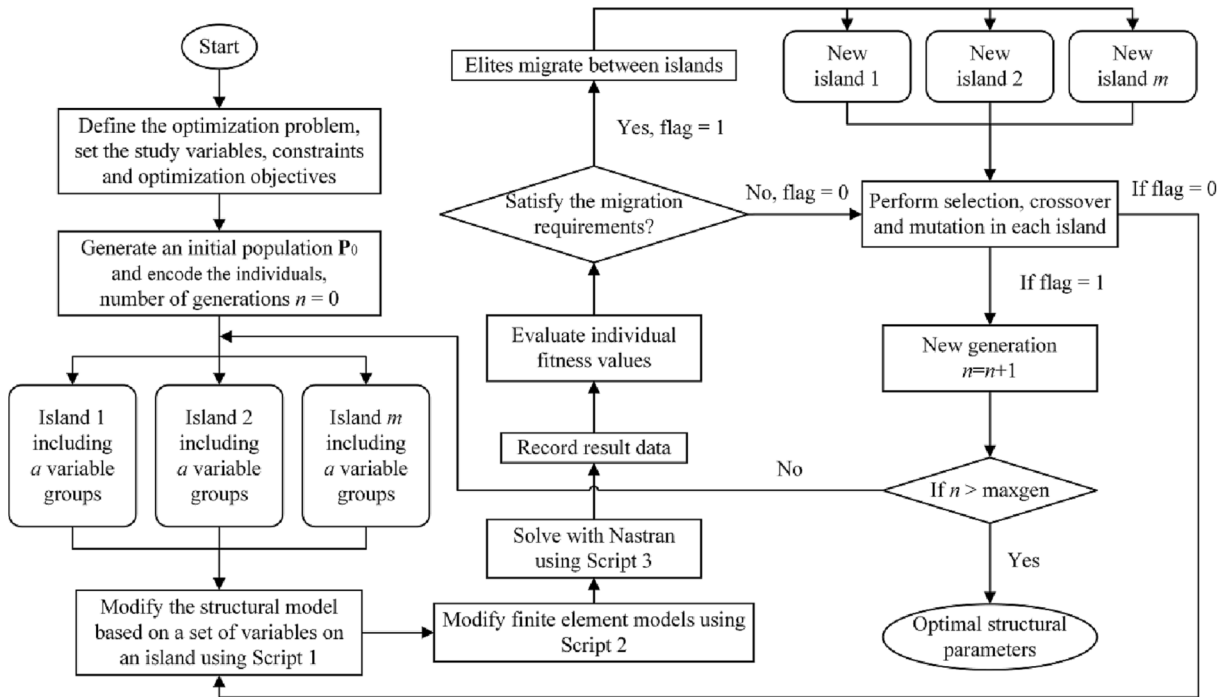 Start
Define the optimization problem,
set the study variables, constraints
and optimization objectives
Generate an initial population P₀
and encode the individuals,
number of generations n = 0
Island 1
including
a variable
groups
Island 2
including
a variable
groups
Island m
including
a variable
groups
Modify the structural model
based on a set of variables on
an island using Script 1
Modify finite element models using
Script 2
Solve with Nastran
using Script 3
Record result data
Evaluate individual
fitness values
Satisfy the migration
requirements?
Yes, flag = 1
Elites migrate between islands
No, flag = 0
New
island 1
New
island 2
New
island m
Perform selection, crossover
and mutation in each island
If flag = 0
If flag = 1
New generation
n=n+1
If n > maxgen
No
Yes
Optimal structural
parameters